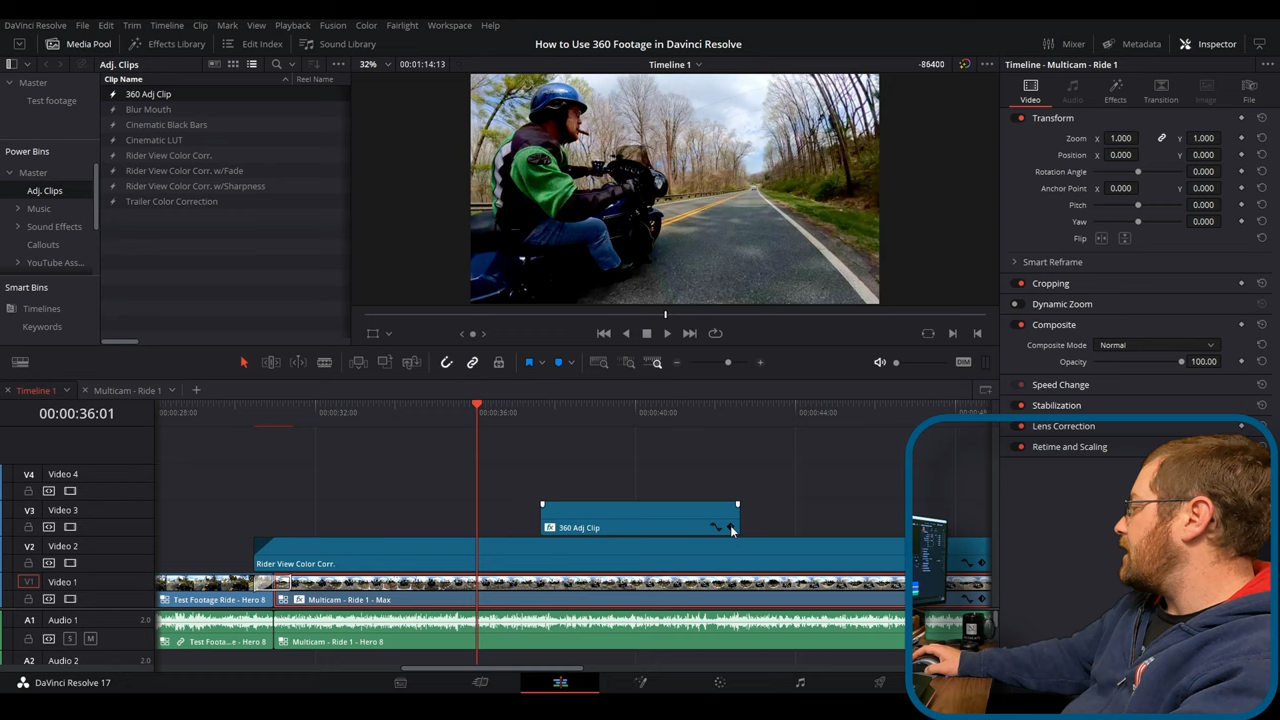 DaVinci Resolve File Edit Trim Timeline Clip Mark View Playback Fusion Color Fairlight Workspace Help
Media Pool Effects Library Edit Index Sound Library How to Use 360 Footage in Davinci Resolve Mixer Metadata Inspector
Adj. Clips 32% 00:01:14:13 Timeline 1 -86400 Timeline - Multicam - Ride 1
Master
Test footage
Power Bins
Master
Adj. Clips
Music
Sound Effects
Callouts
YouTube Ass...
Smart Bins
Timelines
Keywords
Clip Name Reel Name
360 Adj Clip
Blur Mouth
Cinematic Black Bars
Cinematic LUT
Rider View Color Corr.
Rider View Color Corr. w/Fade
Rider View Color Corr. w/Sharpness
Trailer Color Correction
Video Audio Effects Transition Image File
Transform
Zoom X 1.000 Y 1.000
Position X 0.000 Y 0.000
Rotation Angle 0.000
Anchor Point X 0.000 Y 0.000
Pitch 0.000
Yaw 0.000
Flip
Smart Reframe
Cropping
Dynamic Zoom
Composite
Composite Mode Normal
Opacity 100.00
Speed Change
Stabilization
Lens Correction
Retime and Scaling
DIM
Timeline 1 Multicam - Ride 1
00:00:36:01 00:00:28:00 00:00:32:00 00:00:36:00 00:00:40:00 00:00:44:00
V4 Video 4
V3 Video 3
360 Adj Clip
V2 Video 2
Rider View Color Corr.
V1 Video 1
Test Footage Ride - Hero 8 Multicam - Ride 1 - Max
A1 Audio 1 2.0
S M Test Foota...e - Hero 8 Multicam - Ride 1 - Hero 8
A2 Audio 2 2.0
DaVinci Resolve 17